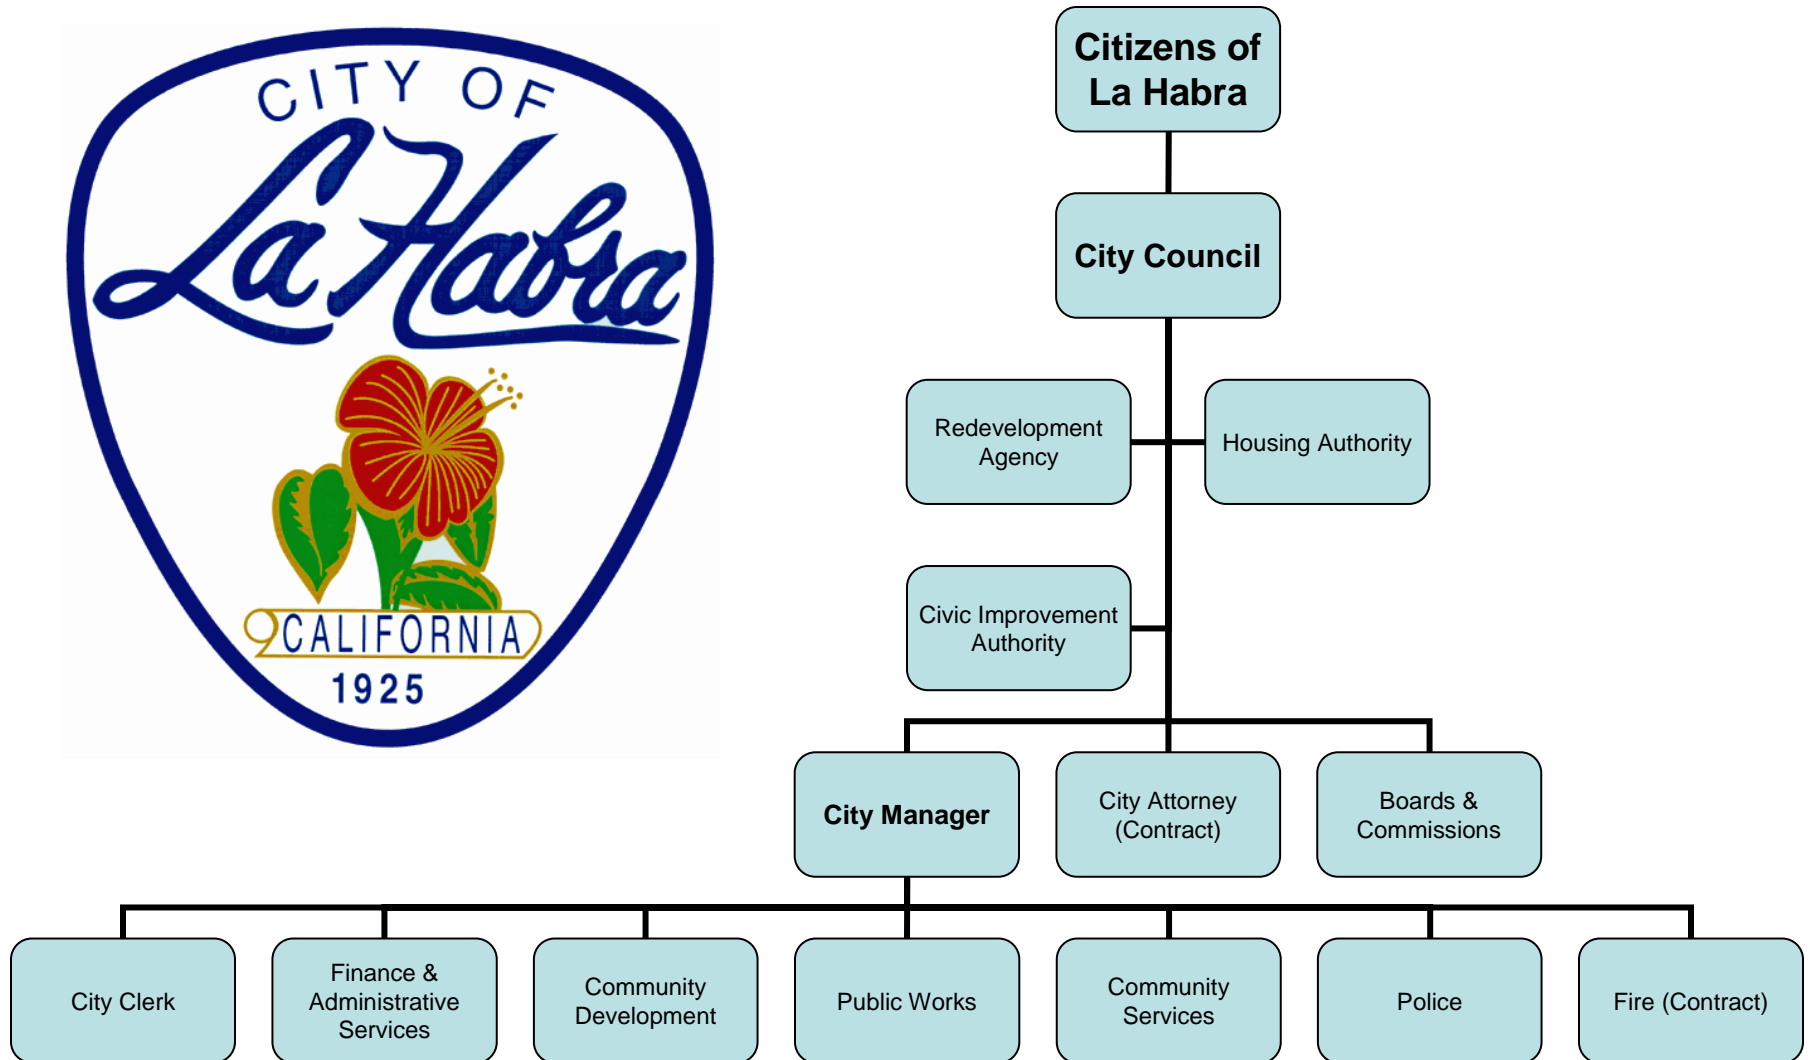 CITY OF
La Habra
CALIFORNIA
1925
Citizens of
La Habra
City Council
Redevelopment
Agency
Housing Authority
Civic Improvement
Authority
City Manager
City Attorney
(Contract)
Boards &
Commissions
City Clerk
Finance &
Administrative
Services
Community
Development
Public Works
Community
Services
Police
Fire (Contract)